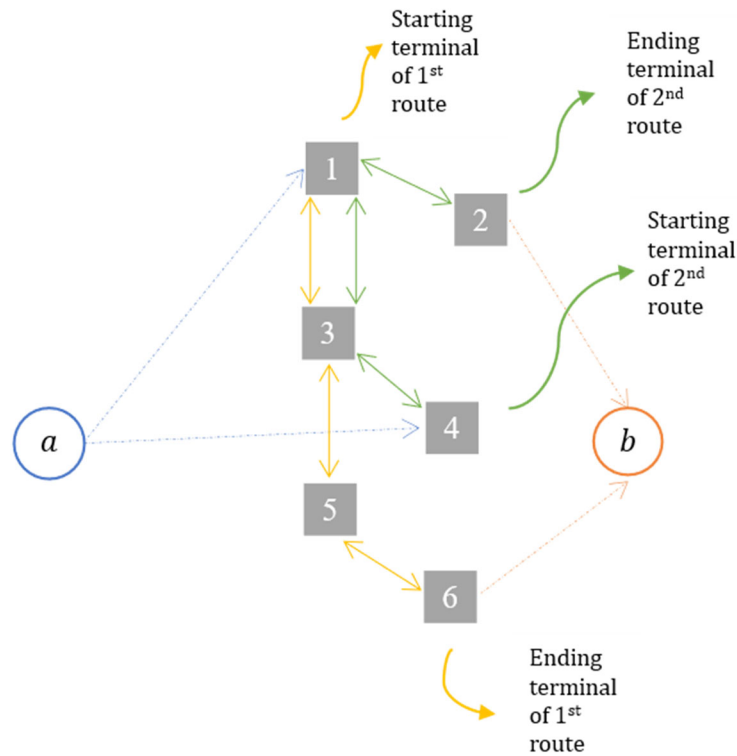 Starting
terminal
of 1st
route
Ending
terminal
of 2nd
route
1
2
Starting
terminal
of 2nd
route
3
a
4
b
5
6
Ending
terminal
of 1st
route